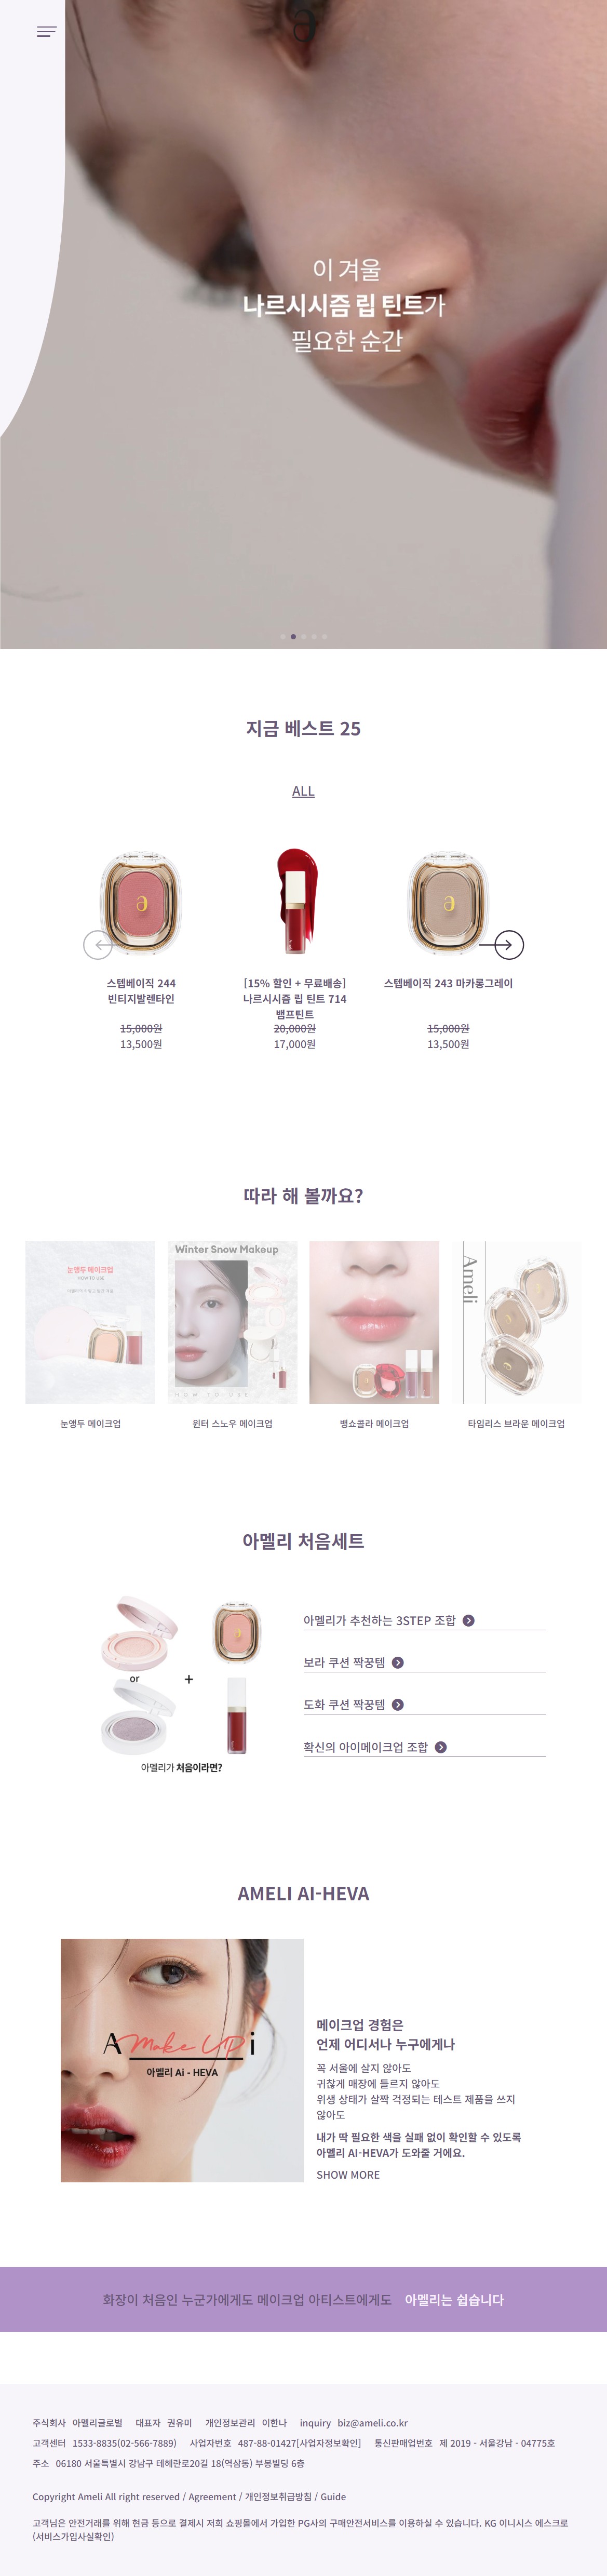 이 겨울
나르시시즘 립 틴트가
필요한 순간
지금 베스트 25
ALL
스텝베이직 244
빈티지발렌타인
15,000원
13,500원
[15% 할인 + 무료배송]
나르시시즘 립 틴트 714
뱀프틴트
20,000원
17,000원
스텝베이직 243 마카롱그레이
15,000원
13,500원
따라 해 볼까요?
눈앵두 메이크업
HOW TO USE
Winter Snow Makeup
HOW TO USE
Ameli
눈앵두 메이크업
윈터 스노우 메이크업
뱅쇼콜라 메이크업
타임리스 브라운 메이크업
아멜리 처음세트
or
+
아멜리가 처음이라면?
아멜리가 추천하는 3STEP 조합
보라 쿠션 짝꿍템
도화 쿠션 짝꿍템
확신의 아이메이크업 조합
AMELI AI-HEVA
A Make UP i
아멜리 Ai - HEVA
메이크업 경험은
언제 어디서나 누구에게나
꼭 서울에 살지 않아도
귀찮게 매장에 들르지 않아도
위생 상태가 살짝 걱정되는 테스트 제품을 쓰지
않아도
내가 딱 필요한 색을 실패 없이 확인할 수 있도록
아멜리 AI-HEVA가 도와줄 거에요.
SHOW MORE
화장이 처음인 누군가에게도 메이크업 아티스트에게도 아멜리는 쉽습니다
주식회사 아멜리글로벌 대표자 권유미 개인정보관리 이한나 inquiry biz@ameli.co.kr
고객센터 1533-8835(02-566-7889) 사업자번호 487-88-01427[사업자정보확인] 통신판매업번호 제 2019 - 서울강남 - 04775호
주소 06180 서울특별시 강남구 테헤란로20길 18(역삼동) 부봉빌딩 6층
Copyright Ameli All right reserved / Agreement / 개인정보취급방침 / Guide
고객님은 안전거래를 위해 현금 등으로 결제시 저희 쇼핑몰에서 가입한 PG사의 구매안전서비스를 이용하실 수 있습니다. KG 이니시스 에스크로
(서비스가입사실확인)